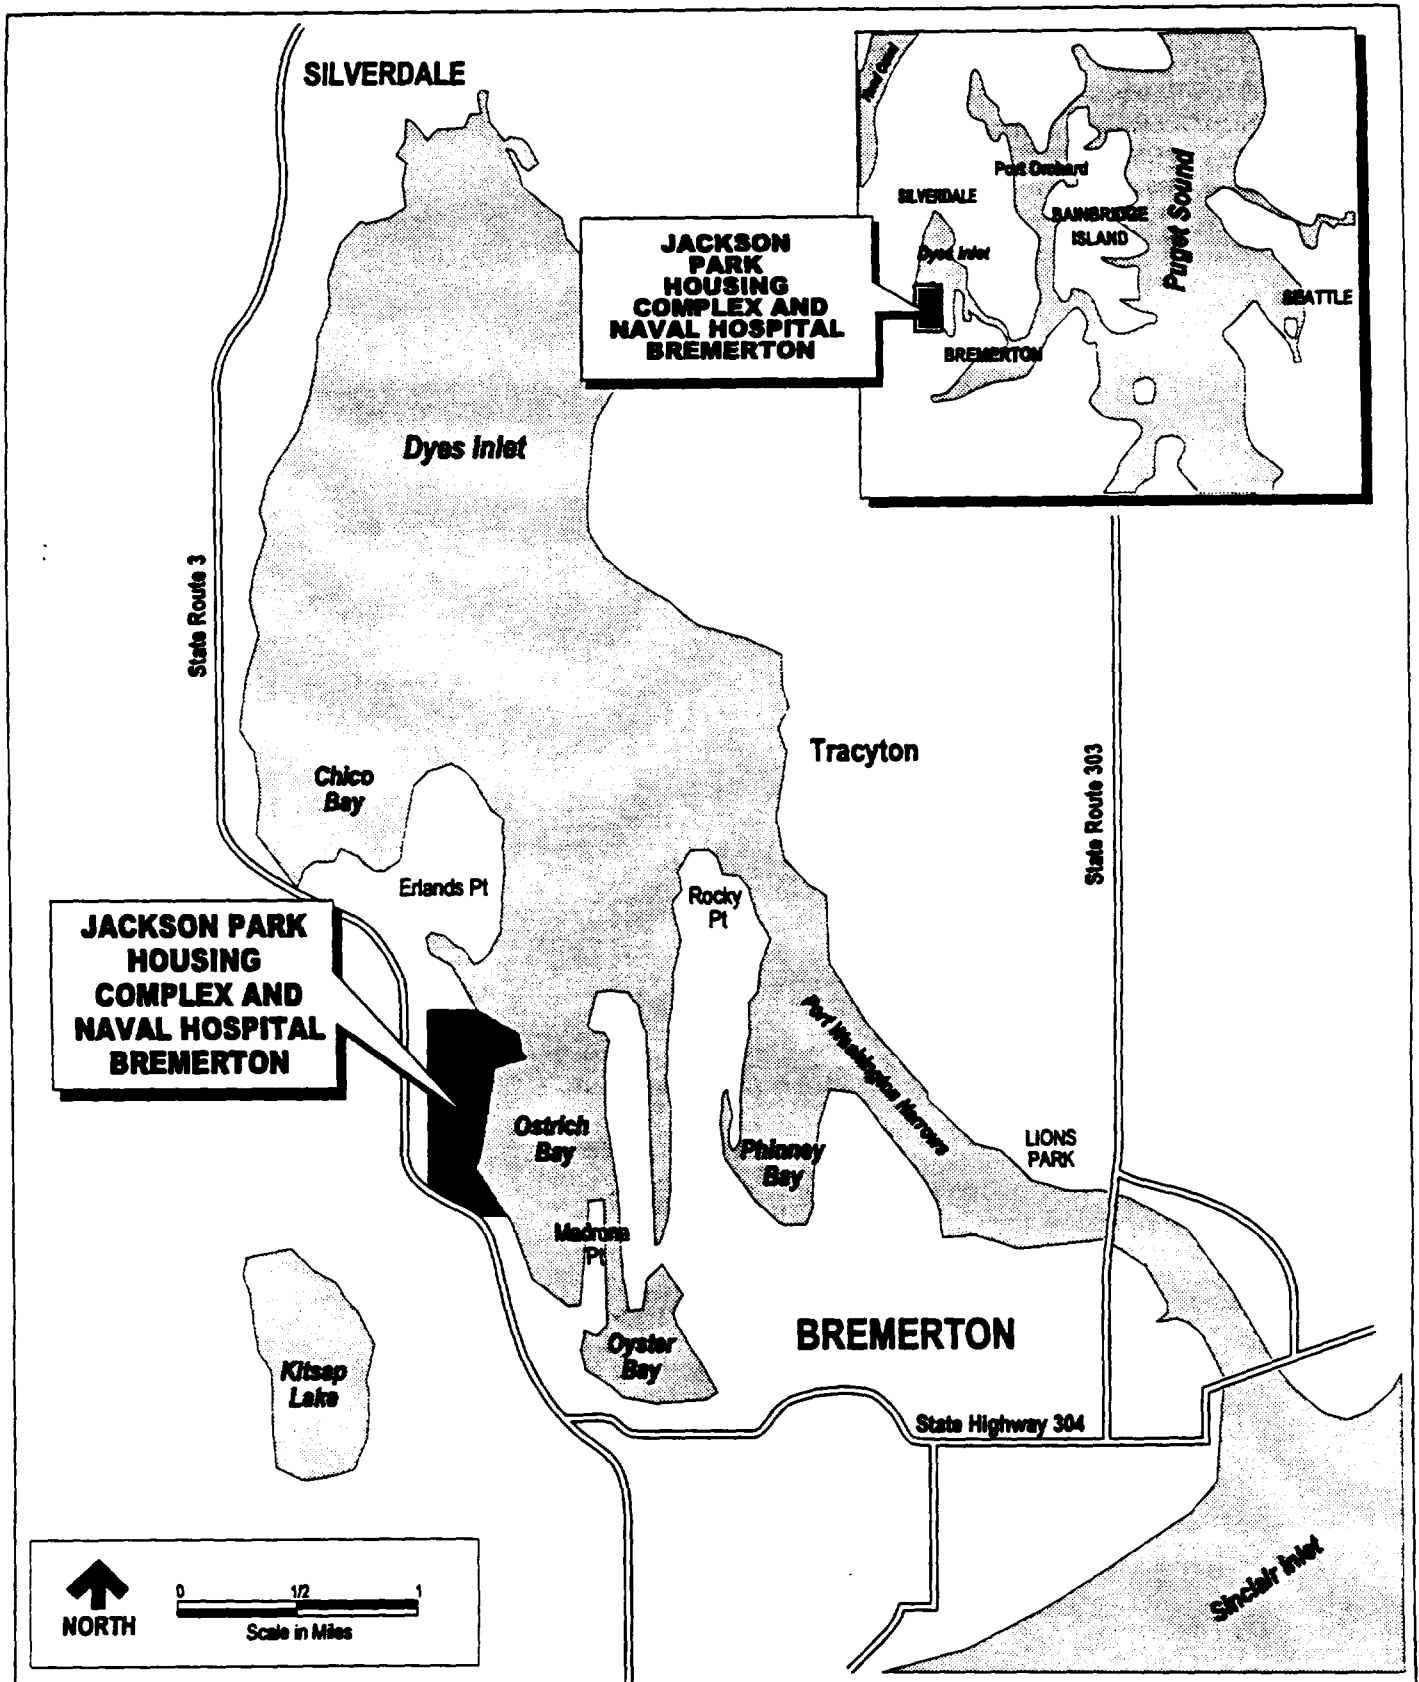 SILVERDALE
Hood Canal
Port Orchard
SILVERDALE
BAINBRIDGE
ISLAND
Puget Sound
Dyes Inlet
SEATTLE
BREMERTON
JACKSON
PARK
HOUSING
COMPLEX AND
NAVAL HOSPITAL
BREMERTON
Dyes Inlet
State Route 3
Tracyton
State Route 303
Chico
Bay
Erlands Pt
Rocky
Pt
JACKSON PARK
HOUSING
COMPLEX AND
NAVAL HOSPITAL
BREMERTON
Port Washington Narrows
Ostrich
Bay
Phinney
Bay
LIONS
PARK
Madrona
Pt
BREMERTON
Oyster
Bay
Kitsap
Lake
State Highway 304
Sinclair Inlet
NORTH
0 1/2 1
Scale in Miles